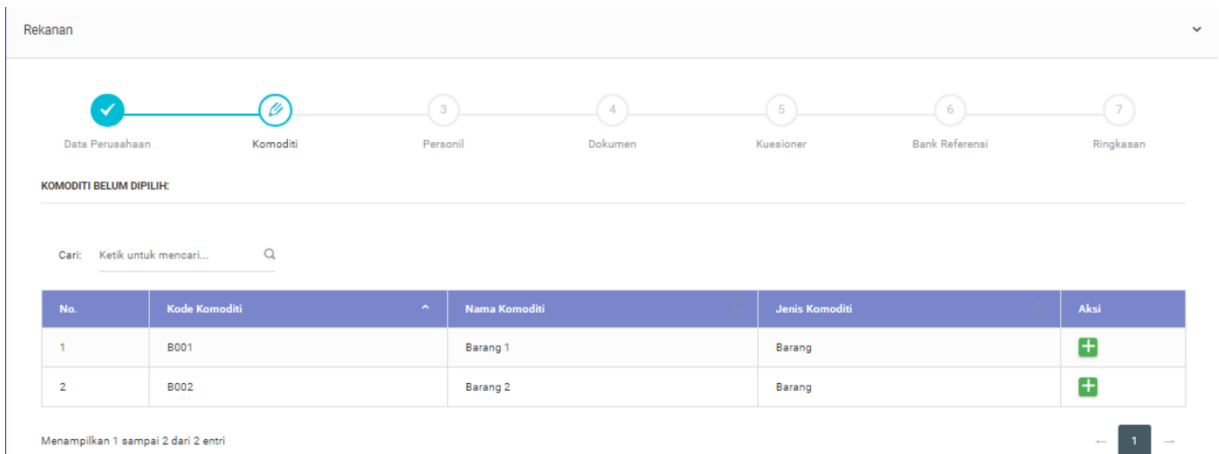 Rekanan
3 4 5 6 7
Data Perusahaan Komoditi Personil Dokumen Kuesioner Bank Referensi Ringkasan
KOMODITI BELUM DIPILIH:
Cari: Ketik untuk mencari...
No. Kode Komoditi Nama Komoditi Jenis Komoditi Aksi
1 B001 Barang 1 Barang
2 B002 Barang 2 Barang
Menampilkan 1 sampai 2 dari 2 entri ← 1 →